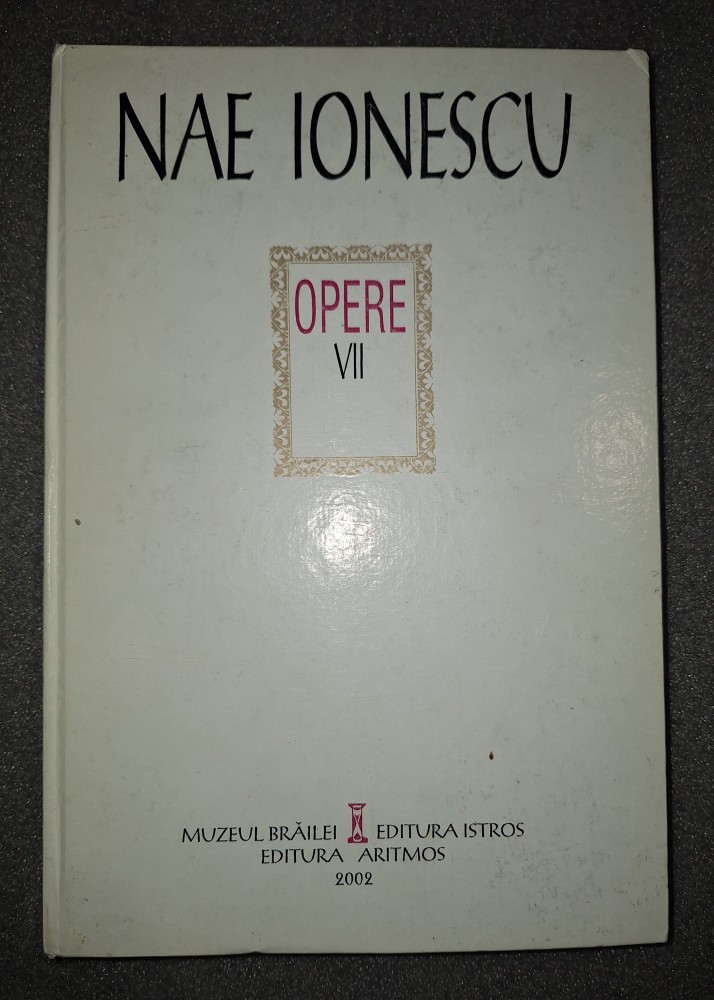 NAE IONESCU
OPERE
VII
MUZEUL BRĂILEI EDITURA ISTROS
EDITURA ARITMOS
2002